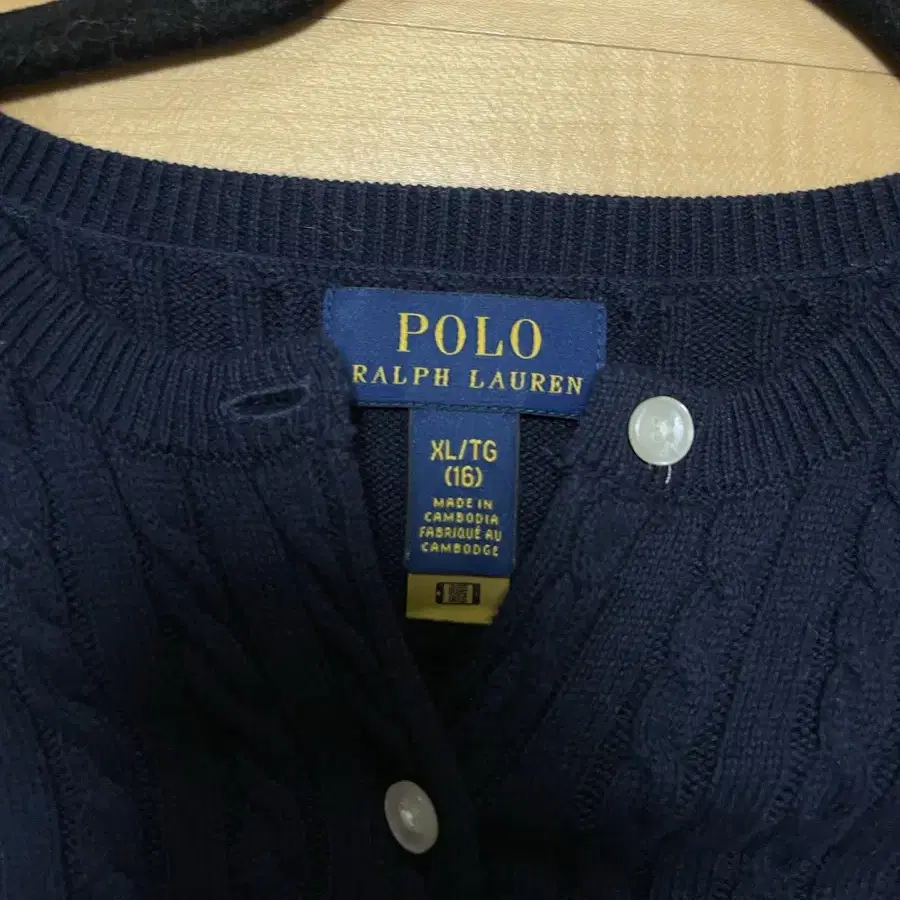 POLO
RALPH LAUREN
XL/TG
(16)
MADE IN
CAMBODIA
FABRIQUÉ AU
CAMBODGE